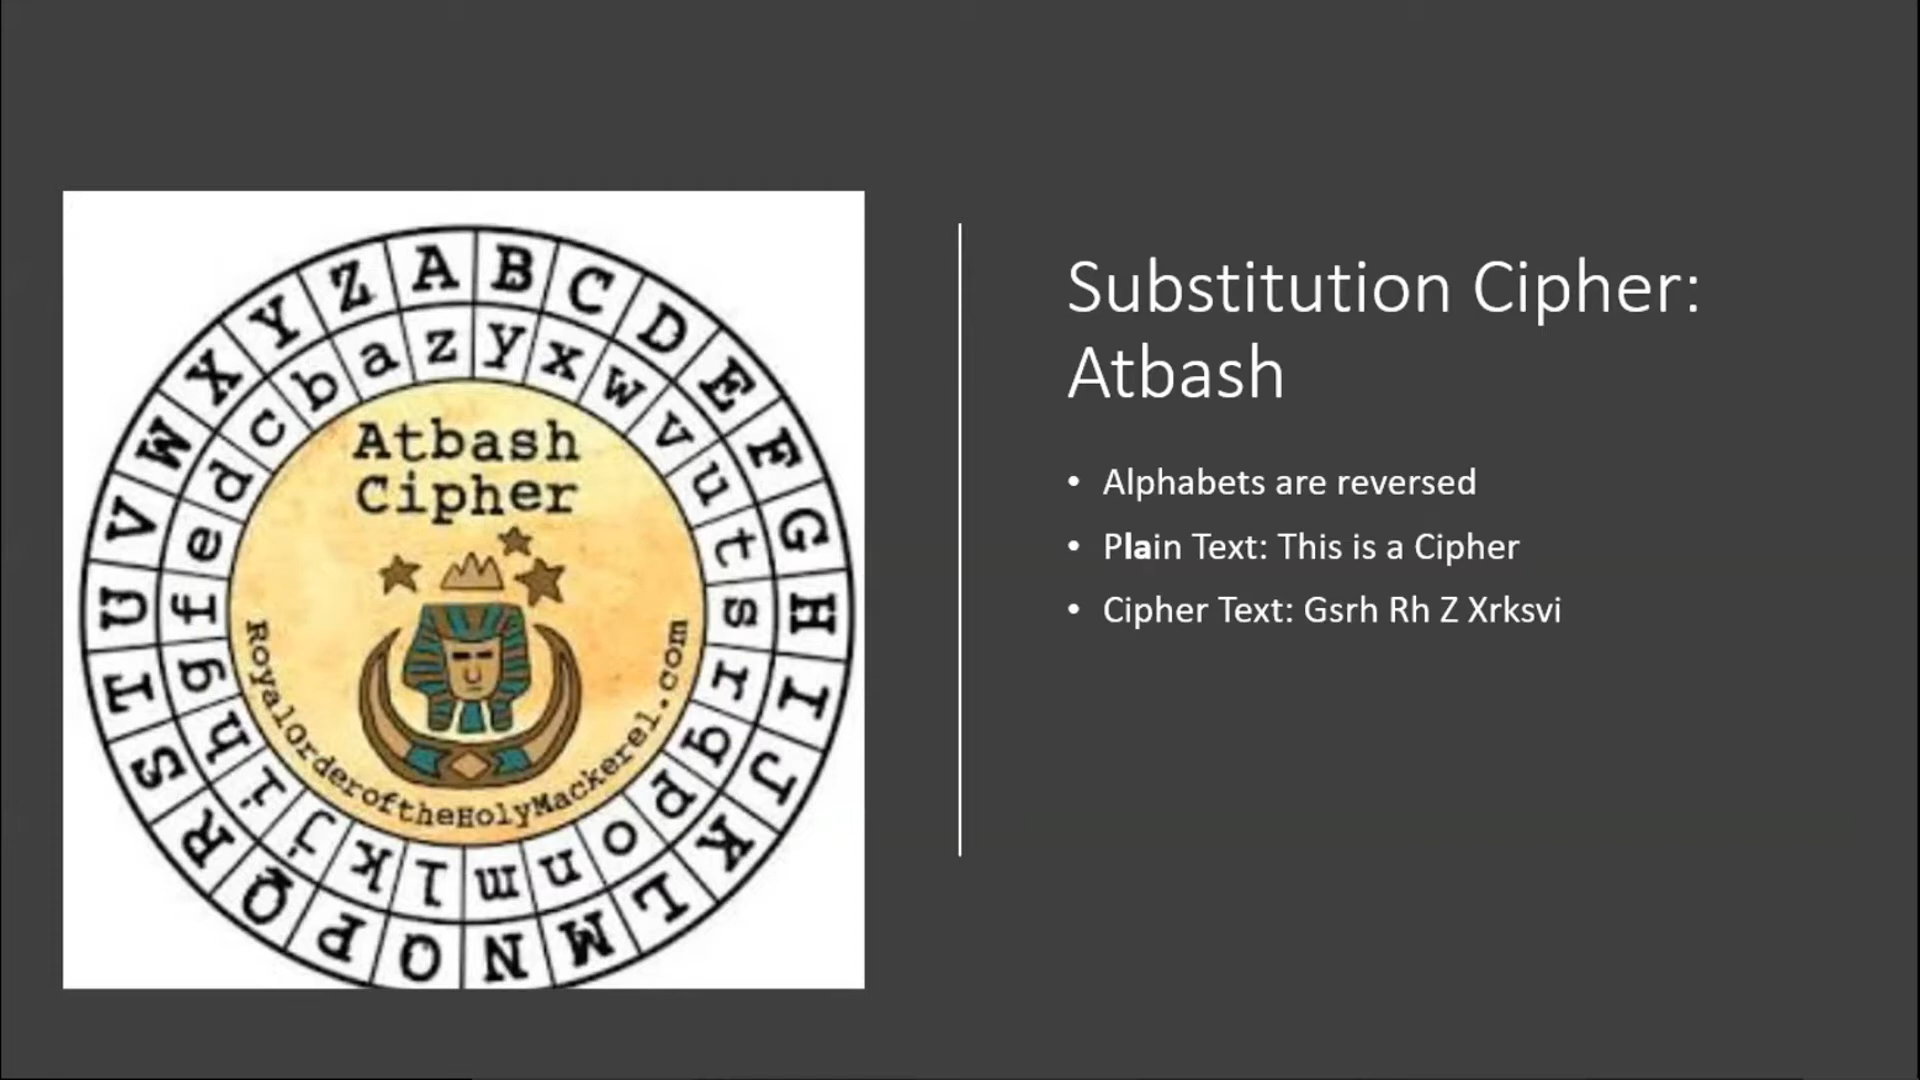 A B C D E F G H I J K L M N O P Q R S T U V W X Y Z
z y x w v u t s r q p o n m l k j i h g f e d c b a
Atbash
Cipher
RoyalOrderoftheHolyMackerel.com
Substitution Cipher:
Atbash
• Alphabets are reversed
• Plain Text: This is a Cipher
• Cipher Text: Gsrh Rh Z Xrksvi